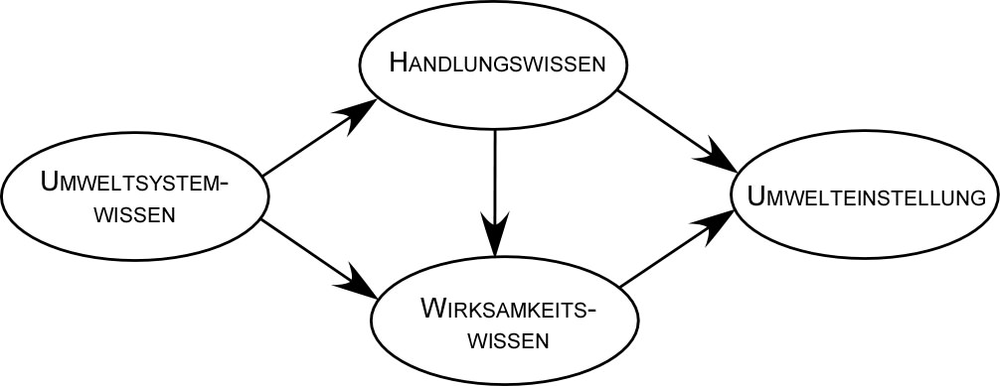 HANDLUNGSWISSEN
UMWELTSYSTEM-
WISSEN
UMWELTEINSTELLUNG
WIRKSAMKEITS-
WISSEN